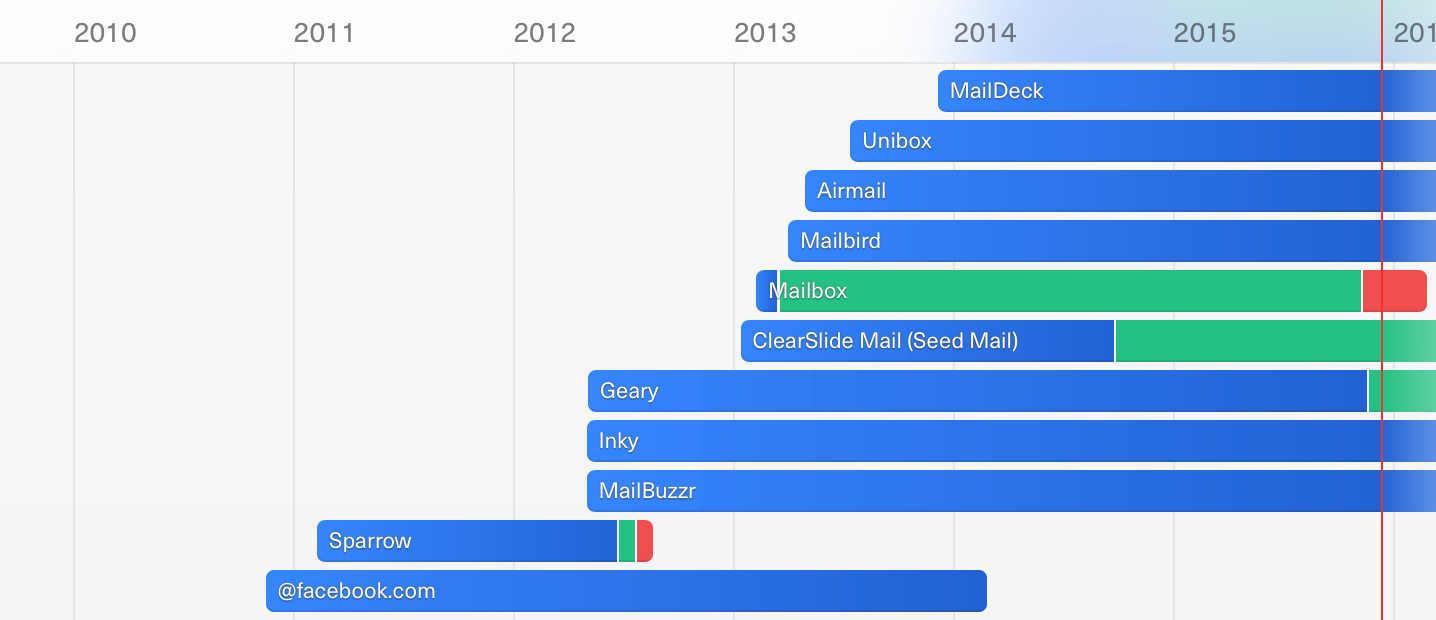 2010 2011 2012 2013 2014 2015 201
MailDeck
Unibox
Airmail
Mailbird
Mailbox
ClearSlide Mail (Seed Mail)
Geary
Inky
MailBuzzr
Sparrow
@facebook.com